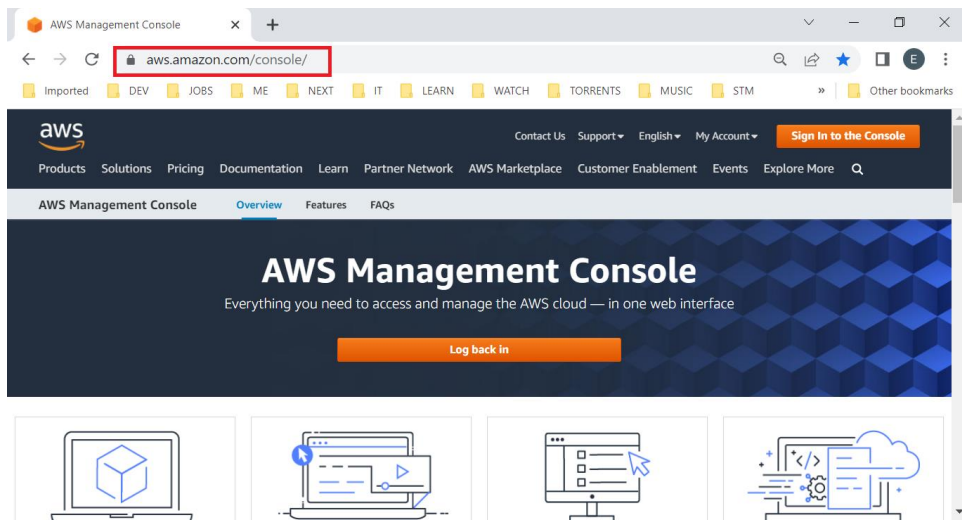 AWS Management Console
aws.amazon.com/console/
E
Imported DEV JOBS ME NEXT IT LEARN WATCH TORRENTS MUSIC STM » Other bookmarks
aws
Contact Us Support English My Account Sign In to the Console
Products Solutions Pricing Documentation Learn Partner Network AWS Marketplace Customer Enablement Events Explore More
AWS Management Console Overview Features FAQs
AWS Management Console
Everything you need to access and manage the AWS cloud — in one web interface
Log back in